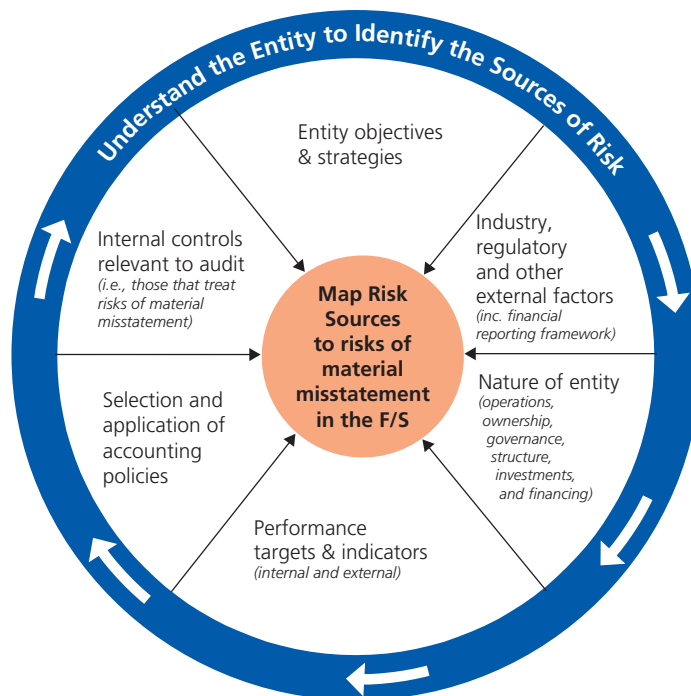 Understand the Entity to Identify the Sources of Risk
Entity objectives
& strategies
Industry,
regulatory
and other
external factors
(inc. financial
reporting framework)
Nature of entity
(operations,
ownership,
governance,
structure,
investments,
and financing)
Performance
targets & indicators
(internal and external)
Selection and
application of
accounting
policies
Internal controls
relevant to audit
(i.e., those that treat
risks of material
misstatement)
Map Risk
Sources
to risks of
material
misstatement
in the F/S